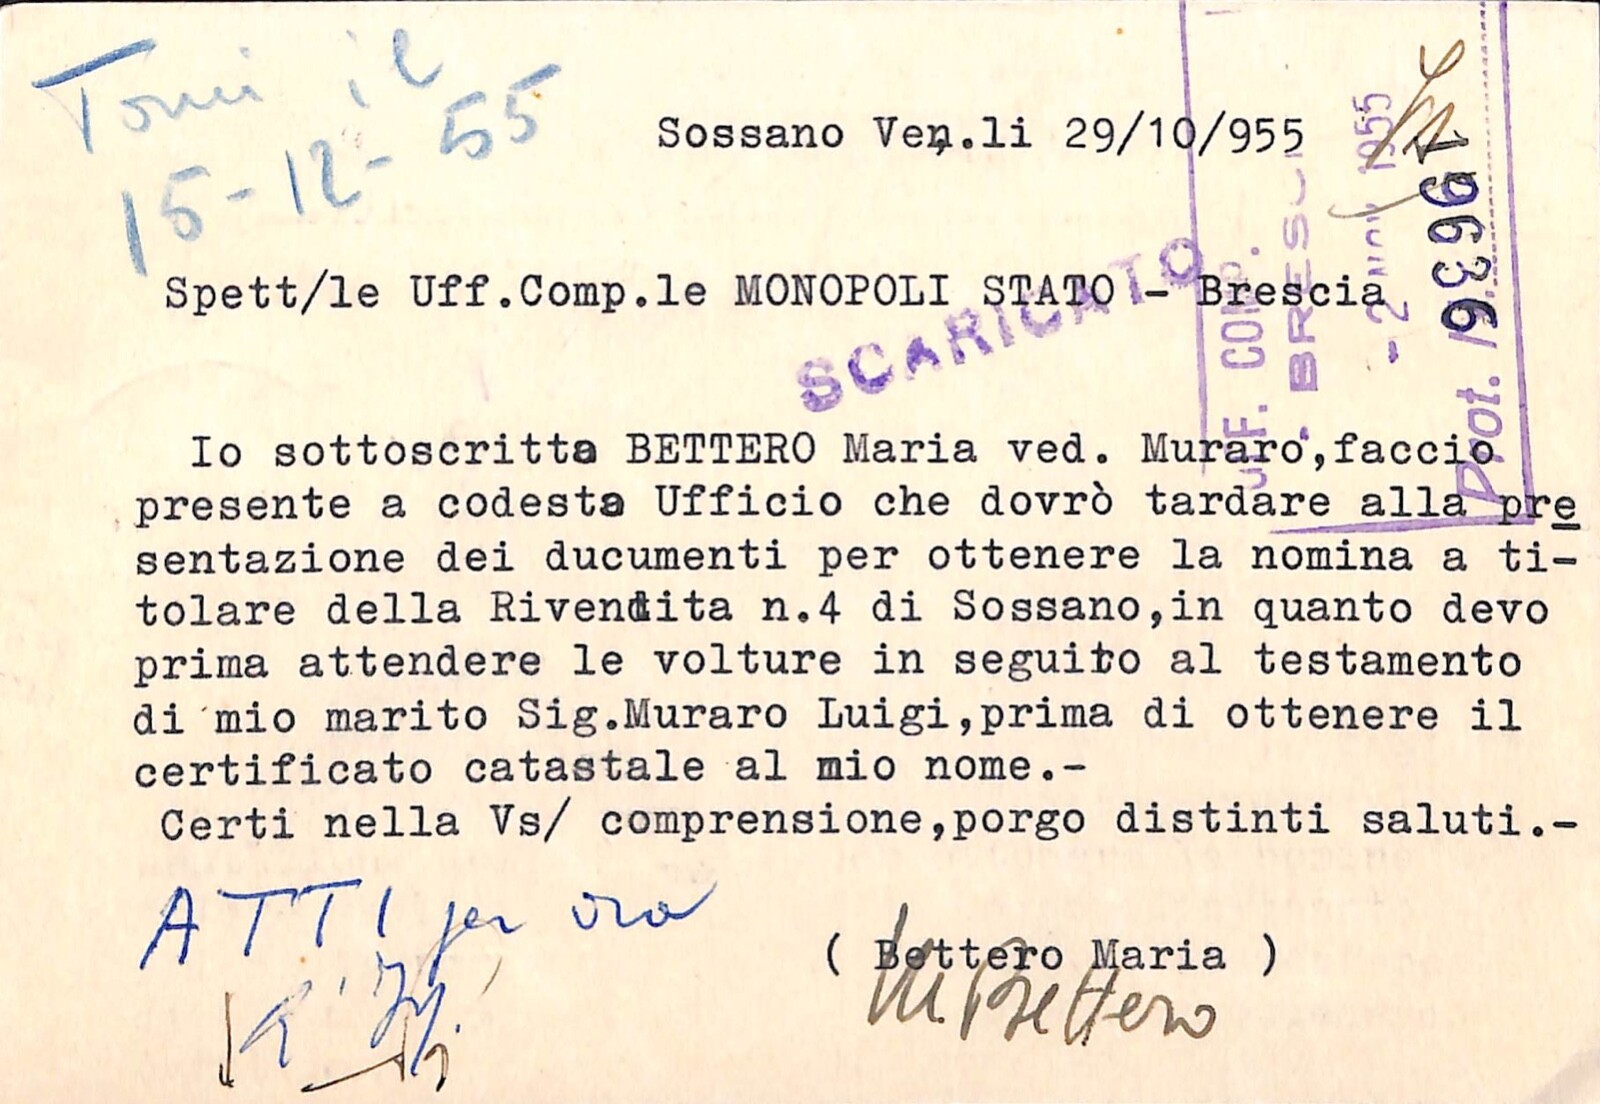 Torni il
15-12-55
Sossano Ven.li 29/10/955
Spett/le Uff.Comp.le MONOPOLI STATO - Brescia
SCARICATO
UFF. COMP.
BRESCIA
- 2 NOV 1955
Prot. N.
19636
Io sottoscritta BETTERO Maria ved. Muraro,faccio
presente a codesta Ufficio che dovrò tardare alla pre
sentazione dei ducumenti per ottenere la nomina a ti-
tolare della Rivendita n.4 di Sossano,in quanto devo
prima attendere le volture in seguito al testamento
di mio marito Sig.Muraro Luigi,prima di ottenere il
certificato catastale al mio nome.-
Certi nella Vs/ comprensione,porgo distinti saluti.-
ATTI per ora
( Bettero Maria )
M. Bettero